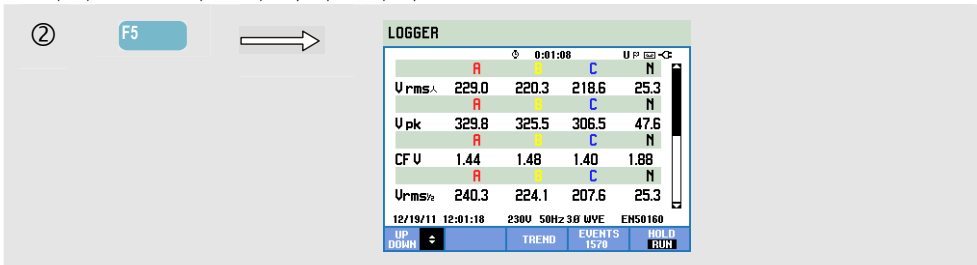 ② F5
LOGGER
0:01:08 U
A B C N
Vrms⅄ 229.0 220.3 218.6 25.3
A B C N
V pk 329.8 325.5 306.5 47.6
A B C N
CF V 1.44 1.48 1.40 1.88
A B C N
Vrms½ 240.3 224.1 207.6 25.3
12/19/11 12:01:18 230V 50Hz 3Ø WYE EN50160
UP DOWN TREND EVENTS 1570 HOLD RUN